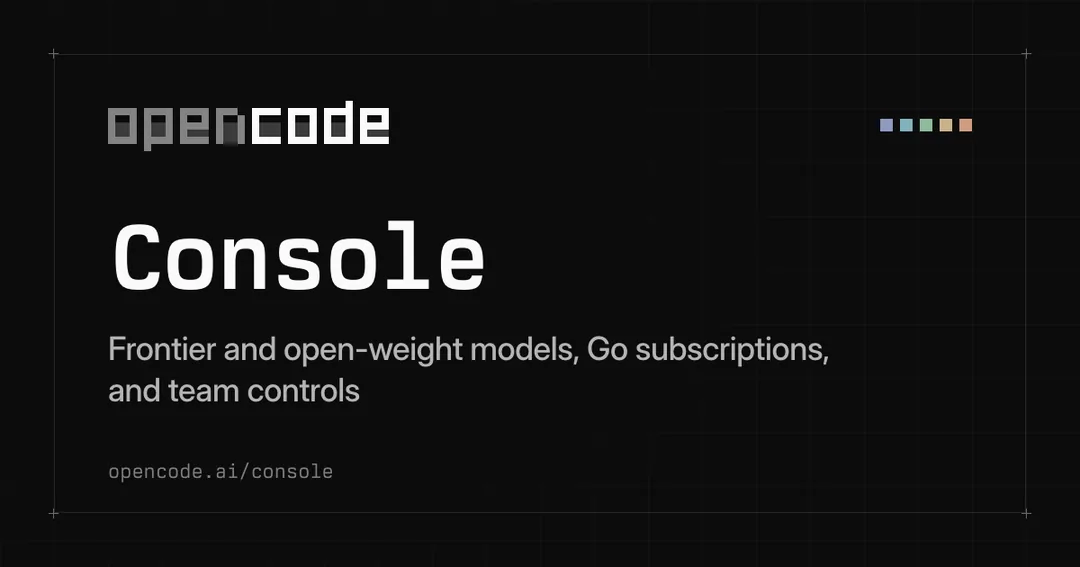 opencode
Console
Frontier and open-weight models, Go subscriptions,
and team controls
opencode.ai/console